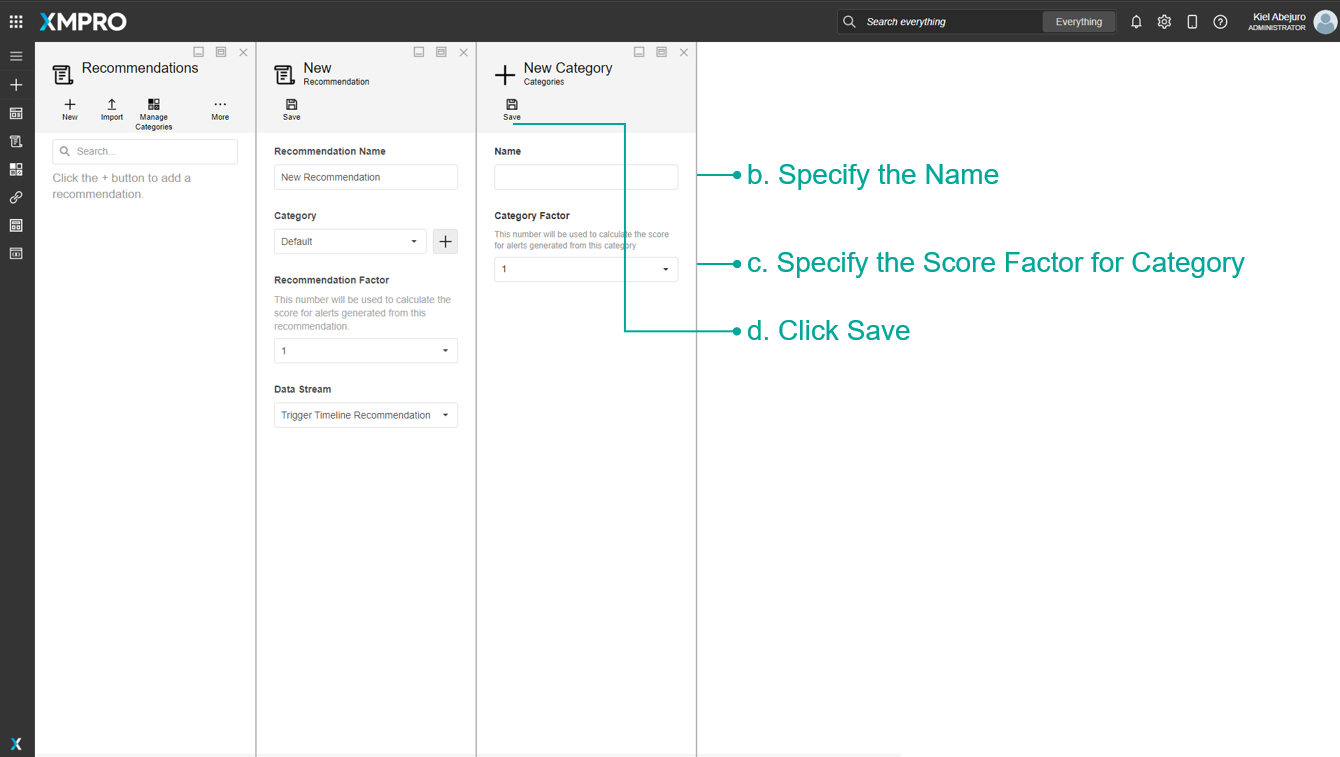 XMPRO
Search everything
Everything
Kiel Abejuro
ADMINISTRATOR
Recommendations
New
Import
Manage
Categories
More
Search...
Click the + button to add a
recommendation.
New
Recommendation
Save
Recommendation Name
New Recommendation
Category
Default
Recommendation Factor
This number will be used to calculate the
score for alerts generated from this
recommendation.
1
Data Stream
Trigger Timeline Recommendation
New Category
Categories
Save
Name
Category Factor
This number will be used to calculate the score
for alerts generated from this category
1
b. Specify the Name
c. Specify the Score Factor for Category
d. Click Save
X